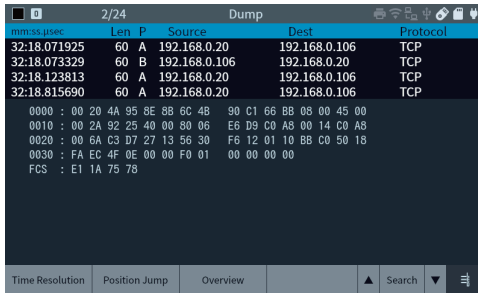 0 2/24 Dump
mm:ss.μsec Len P Source Dest Protocol
32:18.071925 60 A 192.168.0.20 192.168.0.106 TCP
32:18.073329 60 B 192.168.0.106 192.168.0.20 TCP
32:18.123813 60 A 192.168.0.20 192.168.0.106 TCP
32:18.815690 60 A 192.168.0.20 192.168.0.106 TCP
0000 : 00 20 4A 95 8E 8B 6C 4B 90 C1 66 BB 08 00 45 00
0010 : 00 2A 92 25 40 00 80 06 E6 D9 C0 A8 00 14 C0 A8
0020 : 00 6A C3 D7 27 13 56 30 F6 12 01 10 BB C0 50 18
0030 : FA EC 4F 0E 00 00 F0 01 00 00 00 00
FCS : E1 1A 75 78
Time Resolution Position Jump Overview ▲ Search ▼